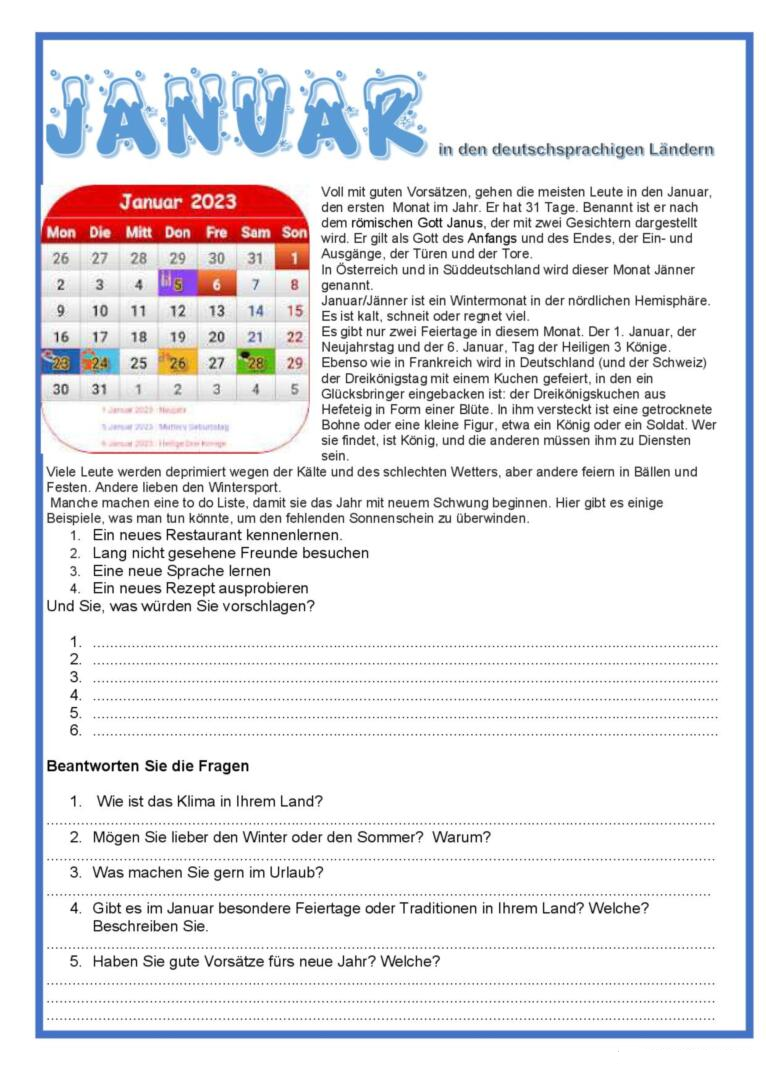 JANUAR in den deutschsprachigen Ländern
Januar 2023
Mon Die Mitt Don Fre Sam Son
26 27 28 29 30 31 1
2 3 4 5 6 7 8
9 10 11 12 13 14 15
16 17 18 19 20 21 22
23 24 25 26 27 28 29
30 31 1 2 3 4 5
1 Januar 2023 : Neujahr
5 Januar 2023 : Geburtstag
6 Januar 2023 : Heilige Drei Könige
Voll mit guten Vorsätzen, gehen die meisten Leute in den Januar,
den ersten Monat im Jahr. Er hat 31 Tage. Benannt ist er nach
dem römischen Gott Janus, der mit zwei Gesichtern dargestellt
wird. Er gilt als Gott des Anfangs und des Endes, der Ein- und
Ausgänge, der Türen und der Tore.
In Österreich und in Süddeutschland wird dieser Monat Jänner
genannt.
Januar/Jänner ist ein Wintermonat in der nördlichen Hemisphäre.
Es ist kalt, schneit oder regnet viel.
Es gibt nur zwei Feiertage in diesem Monat. Der 1. Januar, der
Neujahrstag und der 6. Januar, Tag der Heiligen 3 Könige.
Ebenso wie in Frankreich wird in Deutschland (und der Schweiz)
der Dreikönigstag mit einem Kuchen gefeiert, in den ein
Glücksbringer eingebacken ist: der Dreikönigskuchen aus
Hefeteig in Form einer Blüte. In ihm versteckt ist eine getrocknete
Bohne oder eine kleine Figur, etwa ein König oder ein Soldat. Wer
sie findet, ist König, und die anderen müssen ihm zu Diensten
sein.
Viele Leute werden deprimiert wegen der Kälte und des schlechten Wetters, aber andere feiern in Bällen und
Festen. Andere lieben den Wintersport.
Manche machen eine to do Liste, damit sie das Jahr mit neuem Schwung beginnen. Hier gibt es einige
Beispiele, was man tun könnte, um den fehlenden Sonnenschein zu überwinden.
1. Ein neues Restaurant kennenlernen.
2. Lang nicht gesehene Freunde besuchen
3. Eine neue Sprache lernen
4. Ein neues Rezept ausprobieren
Und Sie, was würden Sie vorschlagen?
1. ........................................
2. ........................................
3. ........................................
4. ........................................
5. ........................................
6. ........................................
Beantworten Sie die Fragen
1. Wie ist das Klima in Ihrem Land?
........................................
2. Mögen Sie lieber den Winter oder den Sommer? Warum?
........................................
3. Was machen Sie gern im Urlaub?
........................................
4. Gibt es im Januar besondere Feiertage oder Traditionen in Ihrem Land? Welche?
Beschreiben Sie.
........................................
5. Haben Sie gute Vorsätze fürs neue Jahr? Welche?
........................................
........................................
........................................